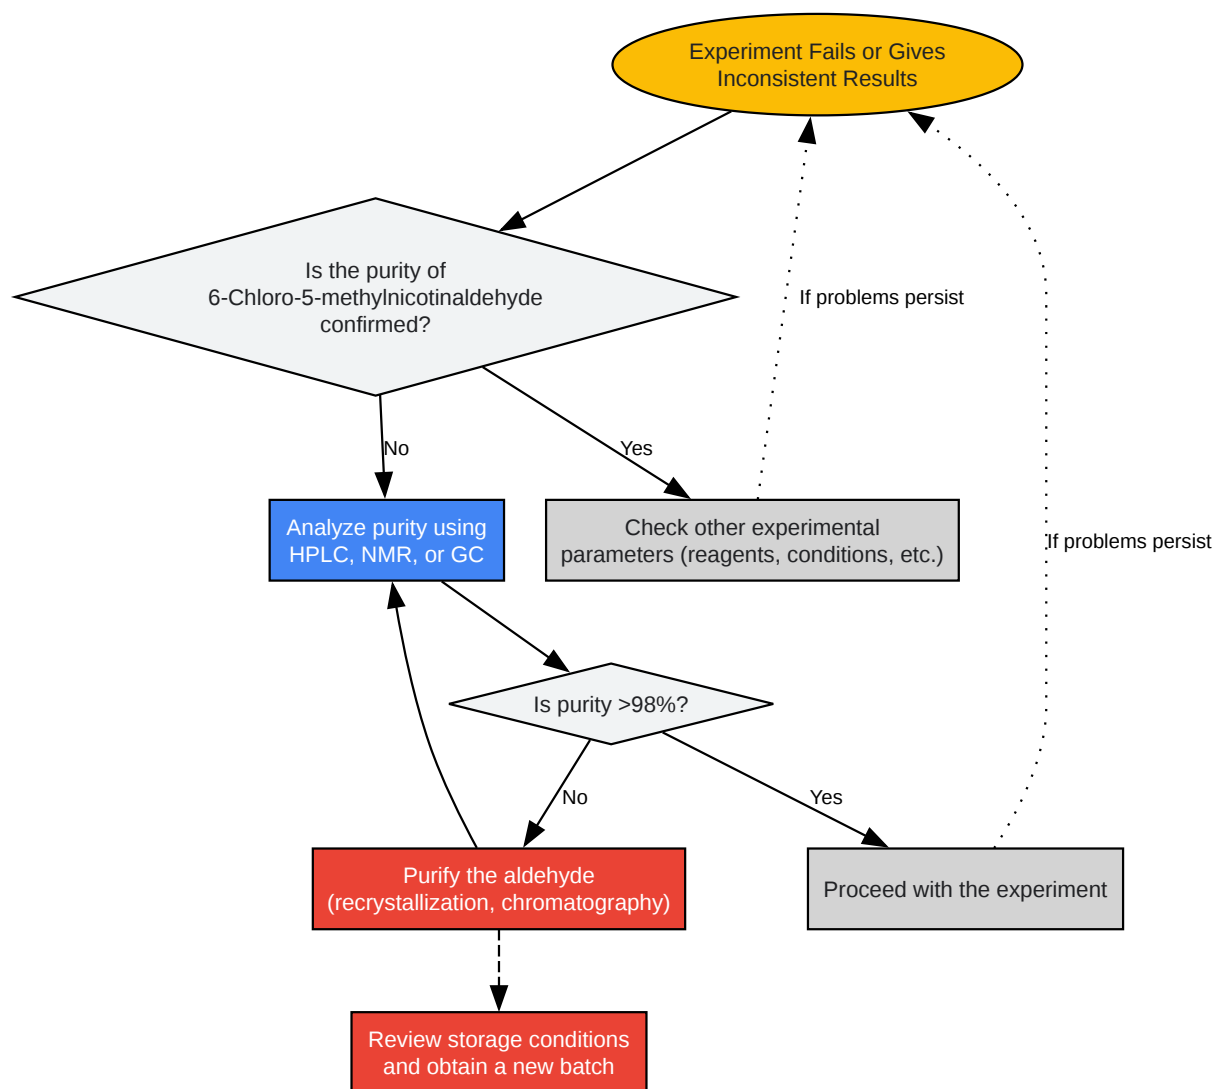 Experiment Fails or Gives
Inconsistent Results
Is the purity of
6-Chloro-5-methylnicotinaldehyde
confirmed?
If problems persist
No
Yes
Analyze purity using
HPLC, NMR, or GC
Check other experimental
parameters (reagents, conditions, etc.)
If problems persist
Is purity >98%?
No
Yes
Purify the aldehyde
(recrystallization, chromatography)
Proceed with the experiment
Review storage conditions
and obtain a new batch